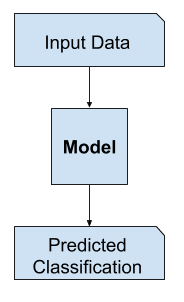 Input Data
Model
Predicted
Classification